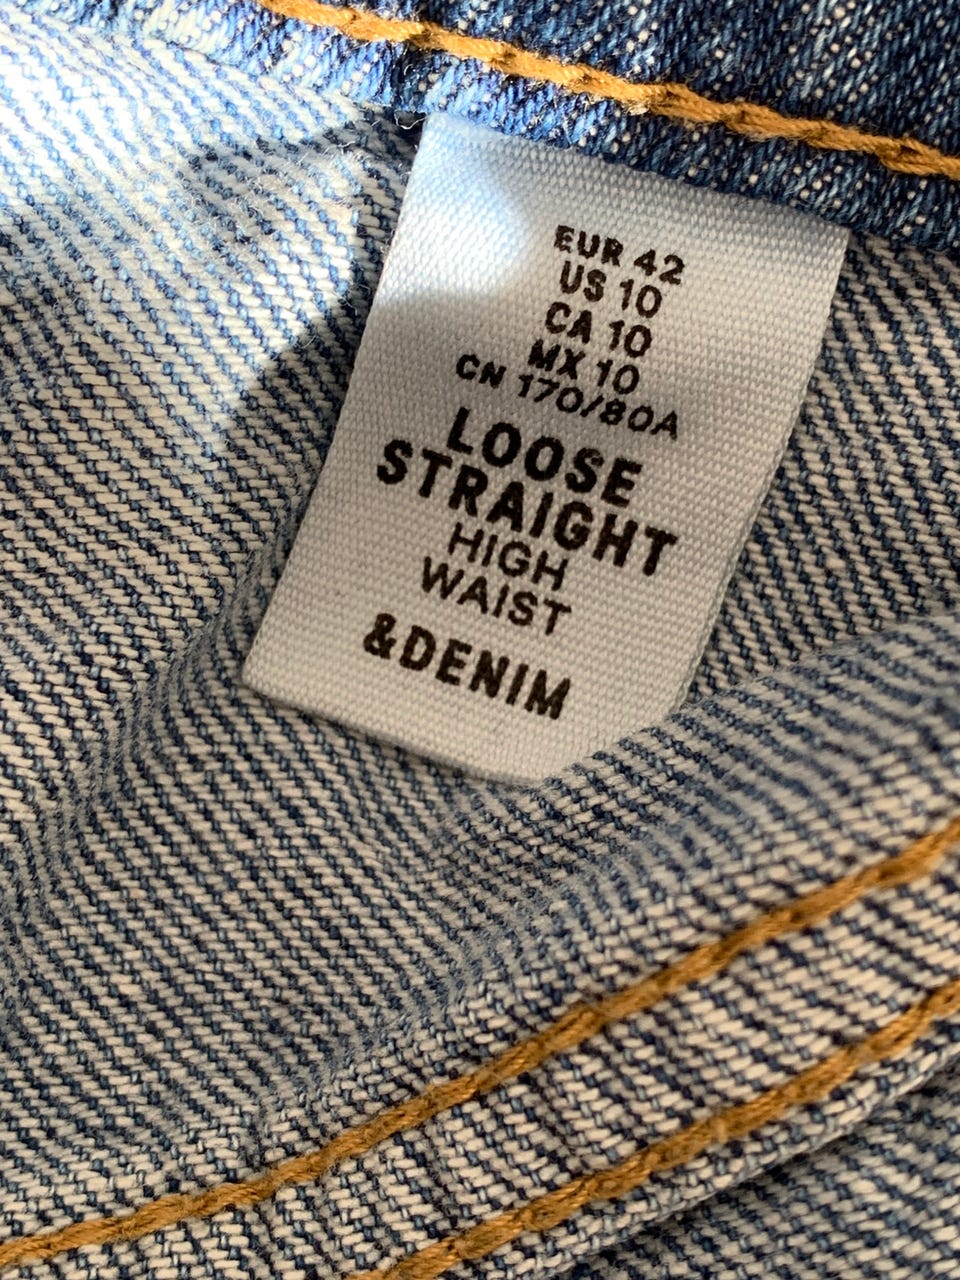 EUR 42
US 10
CA 10
MX 10
CN 170/80A
LOOSE
STRAIGHT
HIGH
WAIST
&DENIM